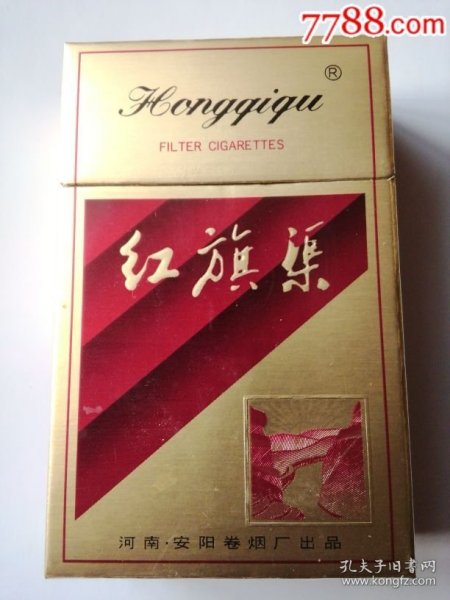 7788.com
Hongqiqu ®
FILTER CIGARETTES
红旗渠
河南·安阳卷烟厂出品
孔夫子旧书网
www.kongfz.com